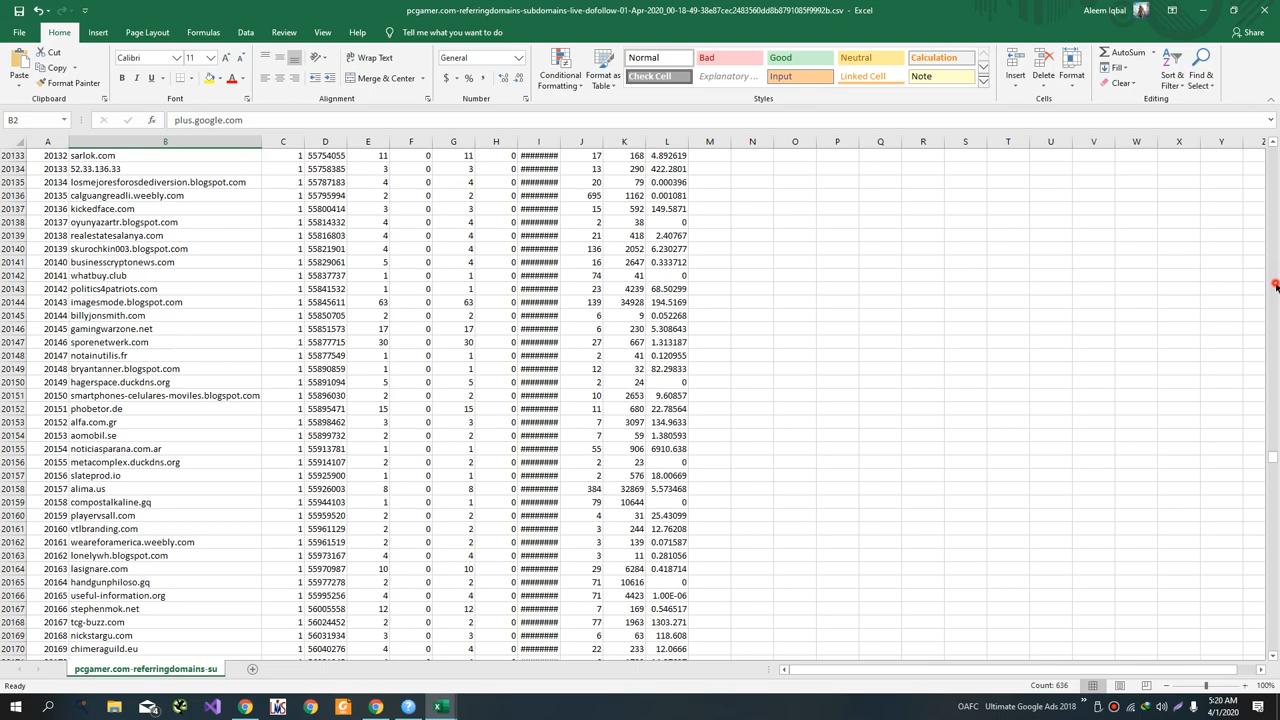 pcgamer.com-referringdomains-subdomains-live-dofollow-01-Apr-2020_00-18-49-38e87cec2483560dd8b8791085f9992b.csv - Excel
Aleem Iqbal
File Home Insert Page Layout Formulas Data Review View Help Tell me what you want to do Share
Paste Cut Copy Format Painter Clipboard
Calibri 11 Font
Wrap Text Merge & Center Alignment
General Number
Conditional Formatting Format as Table
Normal Bad Good Neutral Calculation
Check Cell Explanatory ... Input Linked Cell Note
Styles
Insert Delete Format Cells
AutoSum Fill Clear Sort & Filter Find & Select Editing
B2 plus.google.com
A B C D E F G H I J K L M N O P Q R S T U V W X Y Z
20133 20132 sarlok.com 1 55754055 11 0 11 0 ######## 17 168 4.892619
20134 20133 52.33.136.33 1 55758385 3 0 3 0 ######## 13 290 422.2801
20135 20134 losmejoresforosdediversion.blogspot.com 1 55787183 4 0 4 0 ######## 20 79 0.000396
20136 20135 calguangreadli.weebly.com 1 55795994 2 0 2 0 ######## 695 1162 0.001081
20137 20136 kickedface.com 1 55800414 3 0 3 0 ######## 15 592 149.5871
20138 20137 oyunyazartr.blogspot.com 1 55814332 4 0 4 0 ######## 2 38 0
20139 20138 realestatesalanya.com 1 55816803 4 0 4 0 ######## 21 418 2.40767
20140 20139 skurochkin003.blogspot.com 1 55821901 4 0 4 0 ######## 136 2052 6.230277
20141 20140 businesscryptonews.com 1 55829061 5 0 4 0 ######## 16 2647 0.333712
20142 20141 whatbuy.club 1 55837737 1 0 1 0 ######## 74 41 0
20143 20142 politics4patriots.com 1 55841532 1 0 1 0 ######## 23 4239 68.50299
20144 20143 imagesmode.blogspot.com 1 55845611 63 0 63 0 ######## 139 34928 194.5169
20145 20144 billyjonsmith.com 1 55850705 2 0 2 0 ######## 6 9 0.052268
20146 20145 gamingwarzone.net 1 55851573 17 0 17 0 ######## 6 230 5.308643
20147 20146 sporenetwerk.com 1 55877715 30 0 30 0 ######## 27 667 1.313187
20148 20147 notainutilis.fr 1 55877549 1 0 1 0 ######## 2 41 0.120955
20149 20148 bryantanner.blogspot.com 1 55890859 1 0 1 0 ######## 12 32 82.29833
20150 20149 hagerspace.duckdns.org 1 55891094 5 0 5 0 ######## 2 24 0
20151 20150 smartphones-celulares-moviles.blogspot.com 1 55896030 2 0 2 0 ######## 10 2653 9.60857
20152 20151 phobetor.de 1 55895471 15 0 15 0 ######## 11 680 22.78564
20153 20152 alfa.com.gr 1 55898462 3 0 3 0 ######## 7 3097 134.9633
20154 20153 aomobil.se 1 55899732 2 0 2 0 ######## 7 59 1.380593
20155 20154 noticiasparana.com.ar 1 55913781 1 0 1 0 ######## 55 906 6910.638
20156 20155 metacomplex.duckdns.org 1 55914107 2 0 2 0 ######## 2 23 0
20157 20156 slateprod.io 1 55925900 1 0 1 0 ######## 2 576 18.00669
20158 20157 alima.us 1 55926003 8 0 8 0 ######## 384 32869 5.573468
20159 20158 compostalkaline.gq 1 55944103 1 0 1 0 ######## 79 10644 0
20160 20159 playervsall.com 1 55959520 2 0 2 0 ######## 4 31 25.43099
20161 20160 vtlbranding.com 1 55961129 2 0 2 0 ######## 3 244 12.76208
20162 20161 weareforamerica.weebly.com 1 55961519 2 0 2 0 ######## 3 139 0.071587
20163 20162 lonelywh.blogspot.com 1 55973167 4 0 4 0 ######## 3 11 0.281056
20164 20163 lasignare.com 1 55970987 10 0 10 0 ######## 29 6284 0.418714
20165 20164 handgunphiloso.gq 1 55977278 2 0 2 0 ######## 71 10616 0
20166 20165 useful-information.org 1 55995256 4 0 4 0 ######## 71 4423 1.00E-06
20167 20166 stephenmok.net 1 56005558 12 0 12 0 ######## 7 169 0.546517
20168 20167 tcg-buzz.com 1 56024452 2 0 2 0 ######## 77 1963 1303.271
20169 20168 nickstargu.com 1 56031934 3 0 3 0 ######## 6 63 118.608
20170 20169 chimeraguild.eu 1 56040276 4 0 4 0 ######## 22 233 12.0666
pcgamer.com-referringdomains-su
Ready Count: 636 100%
OAFC Ultimate Google Ads 2018 5:20 AM
4/1/2020